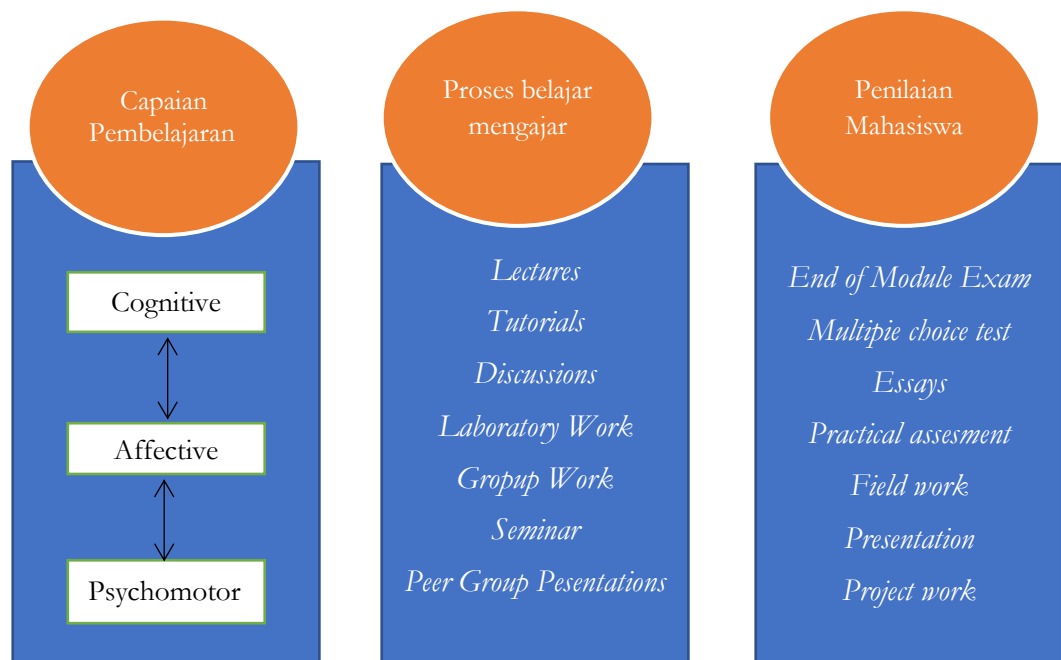 Capaian
Pembelajaran
Cognitive
Affective
Psychomotor
Proses belajar
mengajar
Lectures
Tutorials
Discussions
Laboratory Work
Gropup Work
Seminar
Peer Group Pesentations
Penilaian
Mahasiswa
End of Module Exam
Multipie choice test
Essays
Practical assesment
Field work
Presentation
Project work